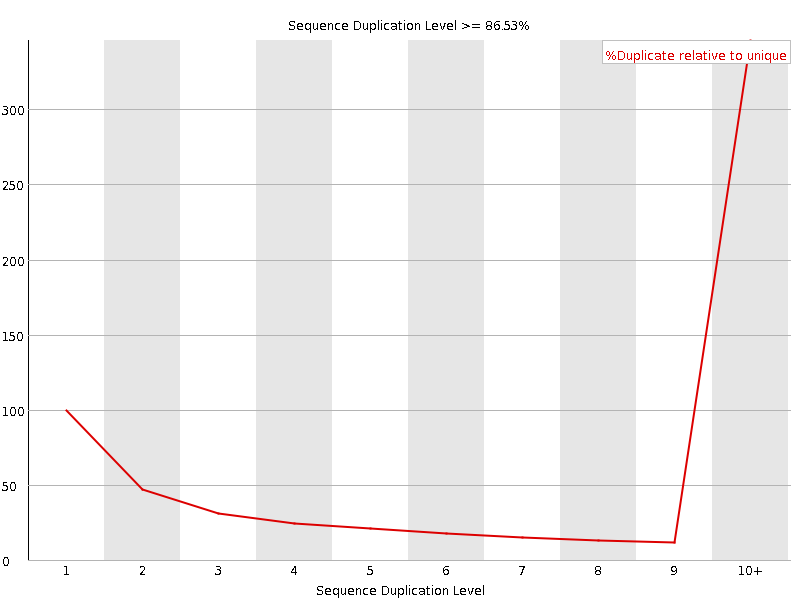 Sequence Duplication Level >= 86.53%
%Duplicate relative to unique
300
250
200
150
100
50
0
1 2 3 4 5 6 7 8 9 10+
Sequence Duplication Level